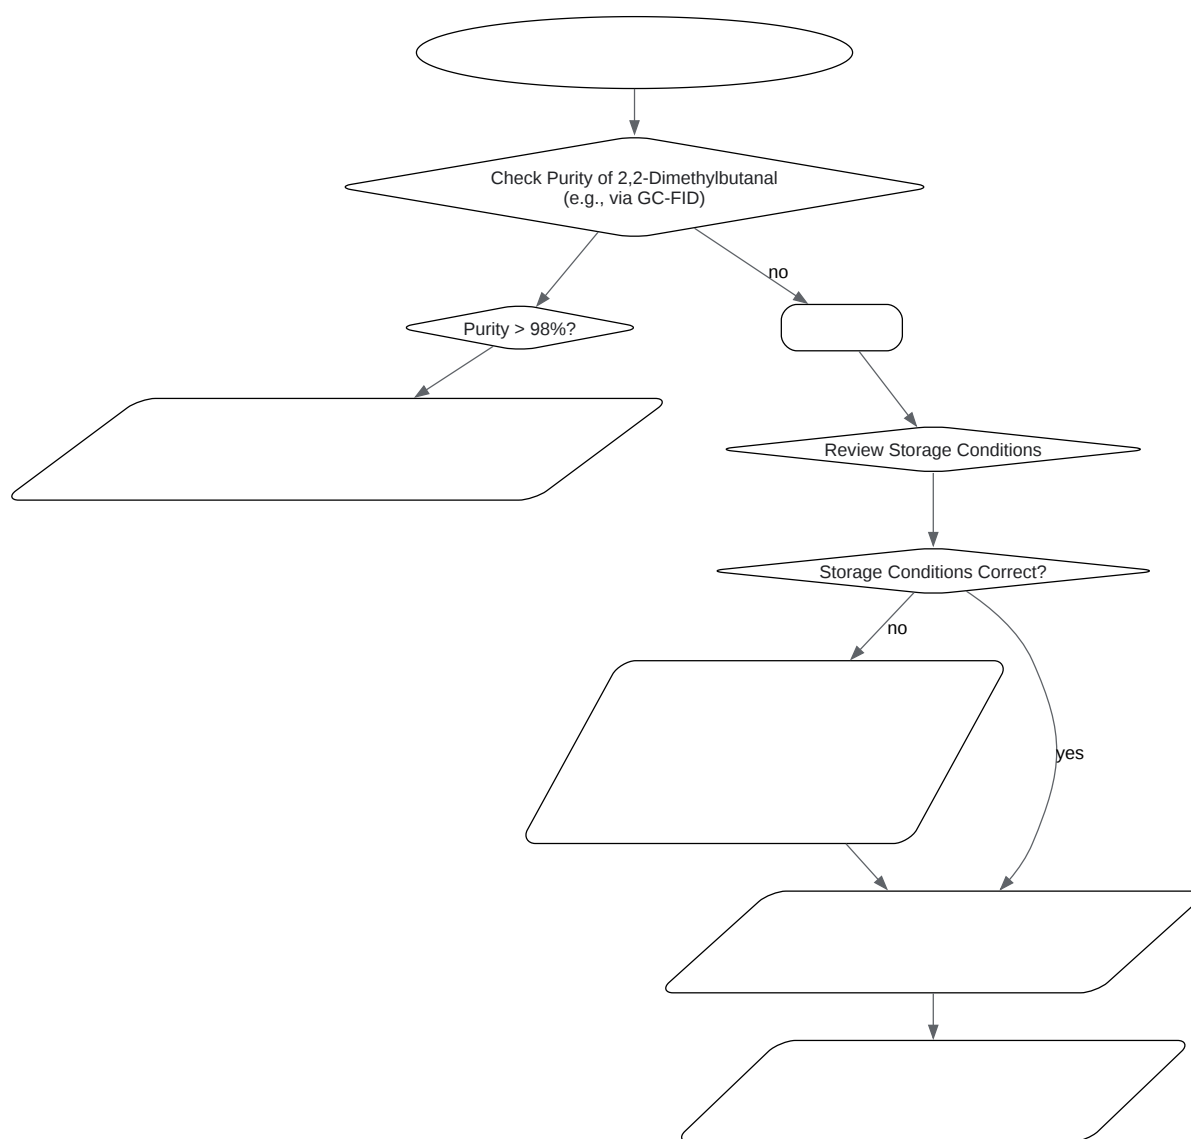 Check Purity of 2,2-Dimethylbutanal
(e.g., via GC-FID)
no
Purity > 98%?
Review Storage Conditions
Storage Conditions Correct?
no
yes